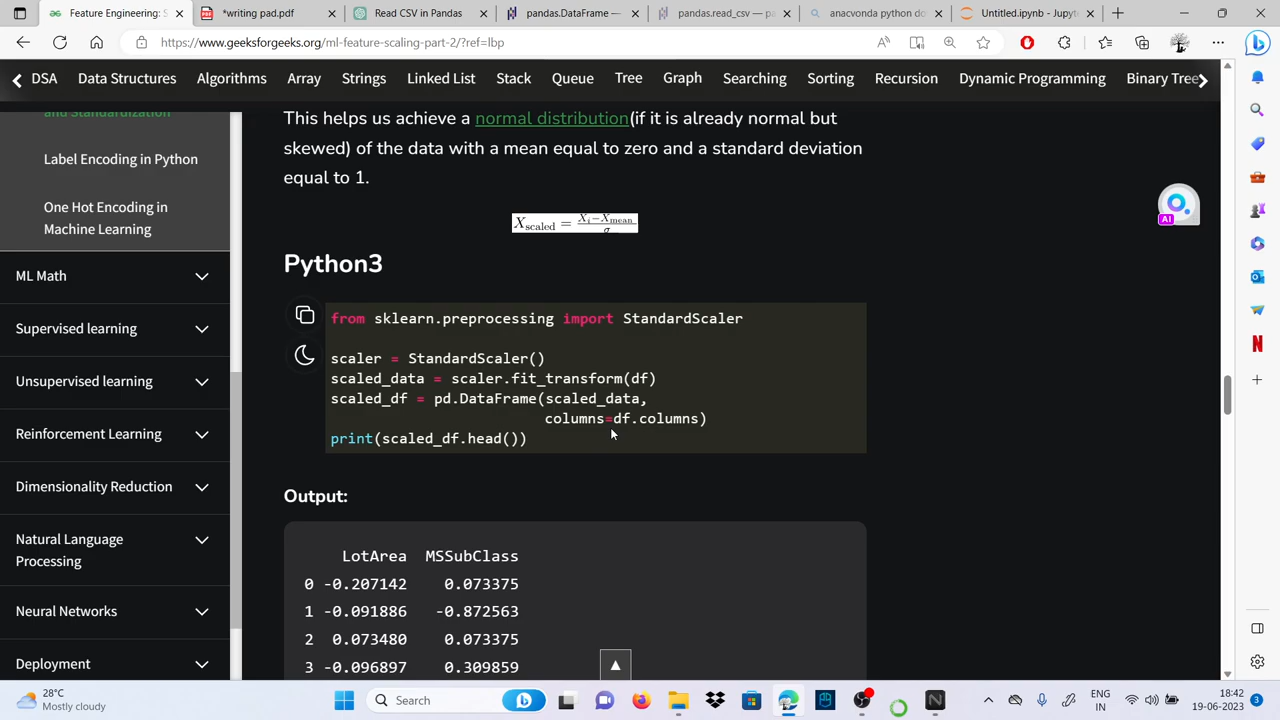 Feature Engineering: S
*writing pad.pdf
Read CSV in Pandas
pandas.DataFrame —
pandas.read_csv — pa
anacvonda python do
Untitled.ipynb - Jupyt
https://www.geeksforgeeks.org/ml-feature-scaling-part-2/?ref=lbp
DSA
Data Structures
Algorithms
Array
Strings
Linked List
Stack
Queue
Tree
Graph
Searching
Sorting
Recursion
Dynamic Programming
Binary Tree
and Standardization
Label Encoding in Python
One Hot Encoding in
Machine Learning
ML Math
Supervised learning
Unsupervised learning
Reinforcement Learning
Dimensionality Reduction
Natural Language
Processing
Neural Networks
Deployment
This helps us achieve a normal distribution(if it is already normal but
skewed) of the data with a mean equal to zero and a standard deviation
equal to 1.
X_scaled = (X_i − X_mean) / σ
Python3
from sklearn.preprocessing import StandardScaler
scaler = StandardScaler()
scaled_data = scaler.fit_transform(df)
scaled_df = pd.DataFrame(scaled_data,
columns=df.columns)
print(scaled_df.head())
Output:
LotArea MSSubClass
0 -0.207142 0.073375
1 -0.091886 -0.872563
2 0.073480 0.073375
3 -0.096897 0.309859
AI
28°C
Mostly cloudy
Search
ENG
IN
18:42
19-06-2023
3